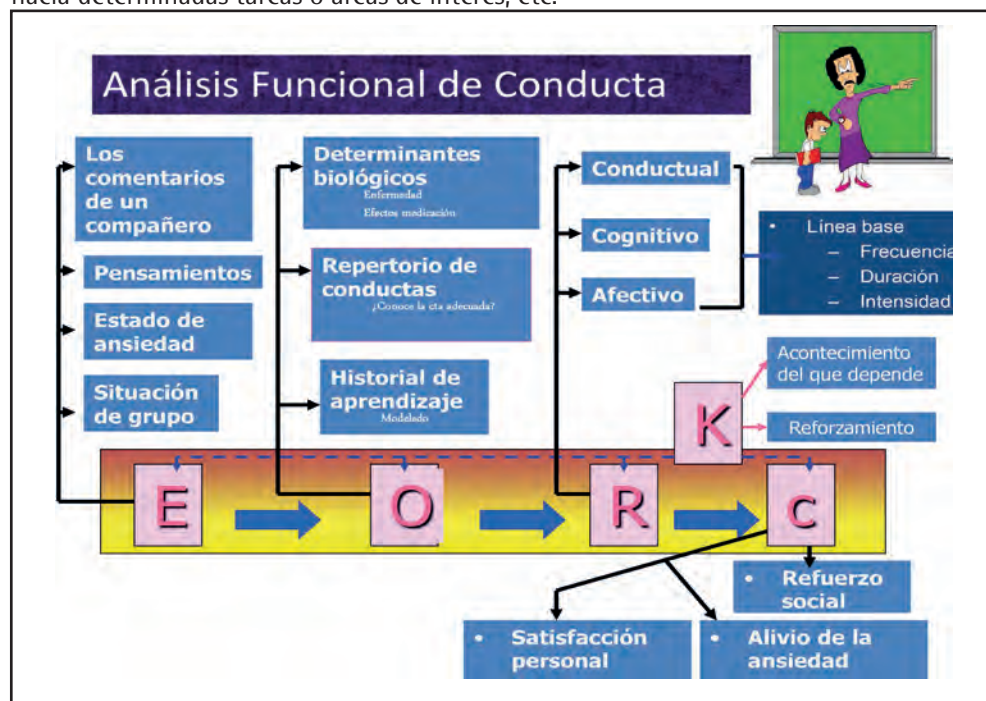 hacia determinadas tareas o áreas de interés, etc.
Análisis Funcional de Conducta
Los
comentarios
de un
compañero
Pensamientos
Estado de
ansiedad
Situación
de grupo
Determinantes
biológicos
Enfermedad
Efectos medicación
Repertorio de
conductas
¿Conoce la cta adecuada?
Historial de
aprendizaje
Modelado
Conductual
Cognitivo
Afectivo
• Línea base
– Frecuencia
– Duración
– Intensidad
Acontecimiento
del que depende
Reforzamiento
K
E
O
R
C
• Refuerzo
social
• Satisfacción
personal
• Alivio de la
ansiedad